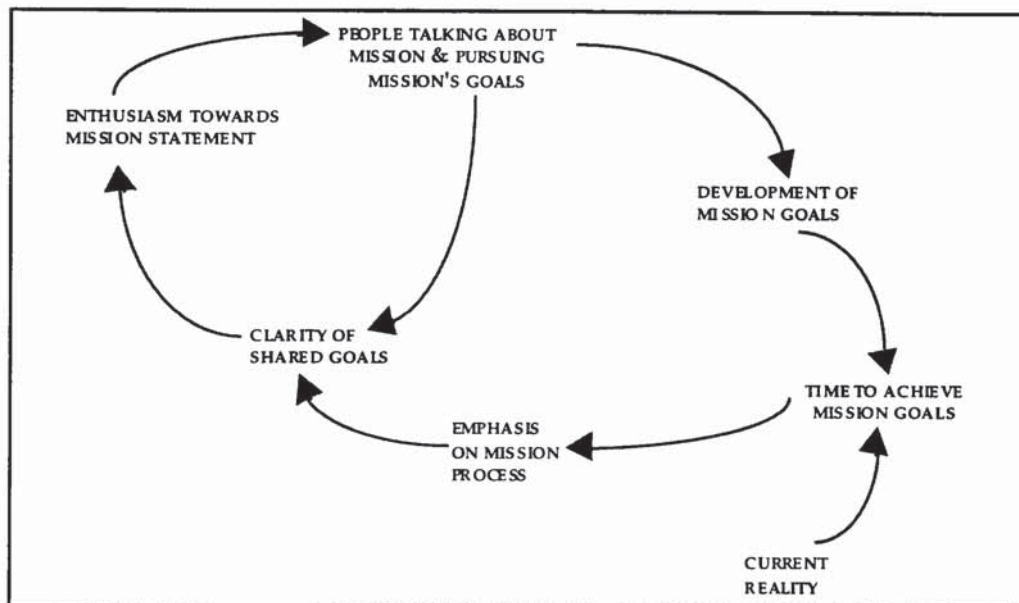 PEOPLE TALKING ABOUT
MISSION & PURSUING
MISSION'S GOALS
ENTHUSIASM TOWARDS
MISSION STATEMENT
DEVELOPMENT OF
MISSION GOALS
CLARITY OF
SHARED GOALS
TIME TO ACHIEVE
MISSION GOALS
EMPHASIS
ON MISSION
PROCESS
CURRENT
REALITY